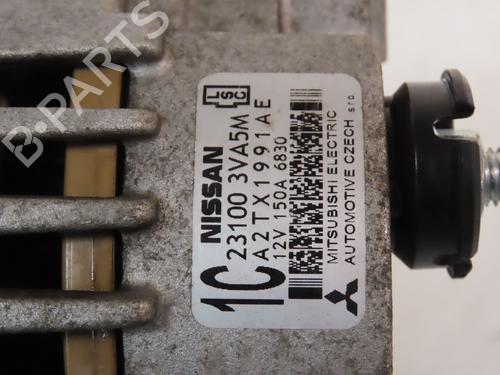 1C
NISSAN
23100 3VA5M
A2TX1991AE
12V 150A 6830
MITSUBISHI ELECTRIC
AUTOMOTIVE CZECH s.r.o.
L
S C
B-PARTS